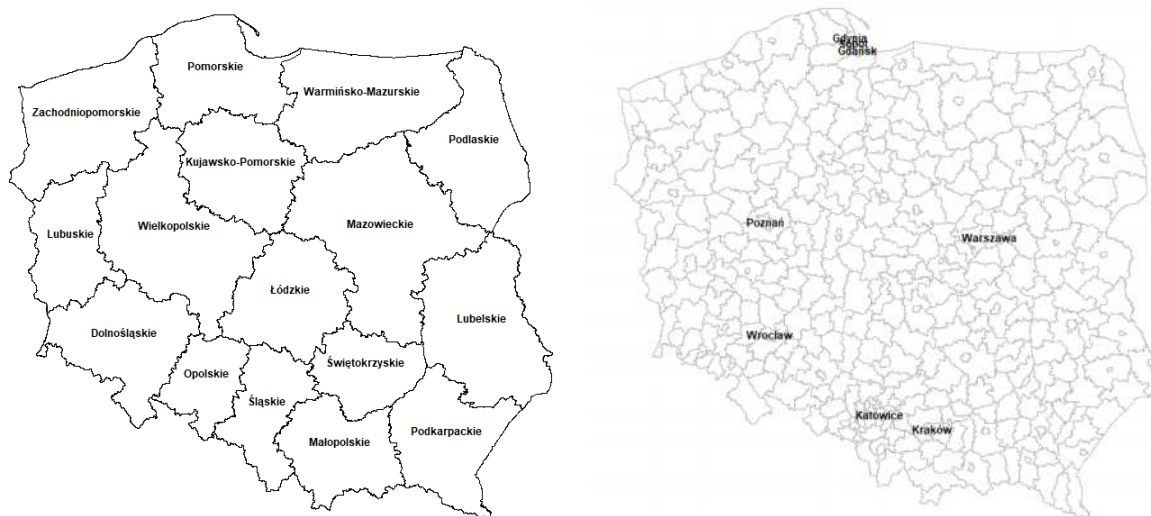 Pomorskie
Zachodniopomorskie
Warmińsko-Mazurskie
Podlaskie
Kujawsko-Pomorskie
Lubuskie
Wielkopolskie
Mazowieckie
Łódzkie
Dolnośląskie
Lubelskie
Opolskie
Świętokrzyskie
Śląskie
Małopolskie
Podkarpackie
Gdynia
Sopot
Gdańsk
Poznań
Warszawa
Wrocław
Katowice
Kraków